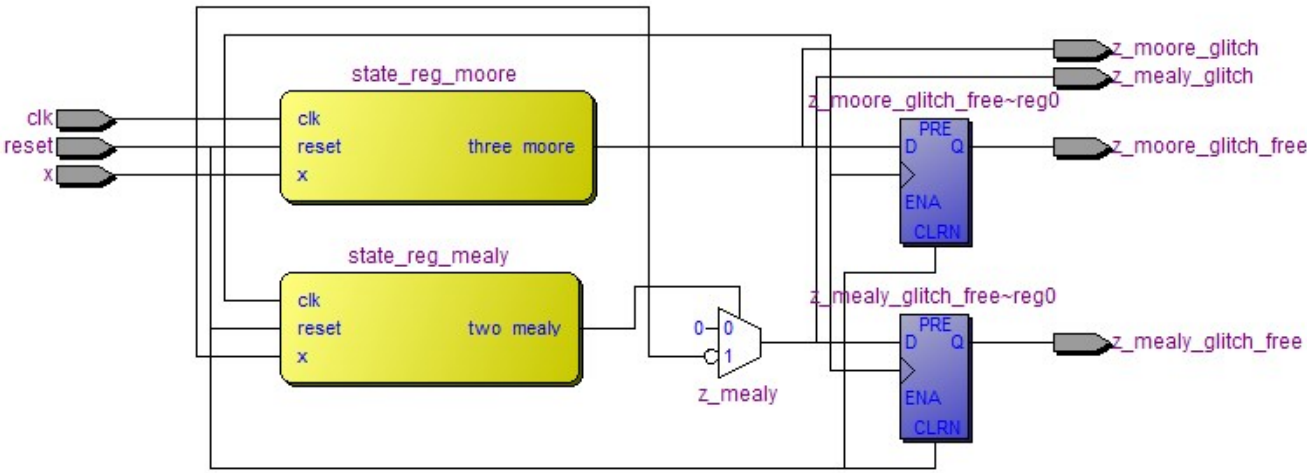 z_moore_glitch
state_reg_moore
z_mealy_glitch
z_moore_glitch_free~reg0
clk
clk
PRE
reset
reset
three_moore
D
Q
z_moore_glitch_free
x
x
ENA
CLRN
state_reg_mealy
z_mealy_glitch_free~reg0
clk
reset
two_mealy
0
0
PRE
D
Q
z_mealy_glitch_free
x
1
z_mealy
ENA
CLRN